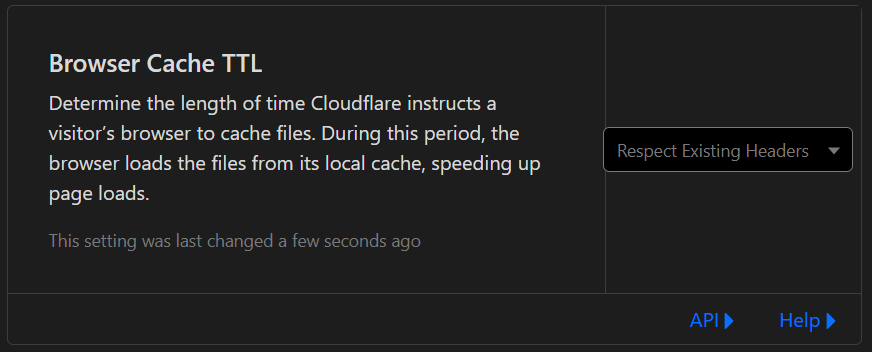 Browser Cache TTL
Determine the length of time Cloudflare instructs a
visitor’s browser to cache files. During this period, the
browser loads the files from its local cache, speeding up
page loads.
This setting was last changed a few seconds ago
Respect Existing Headers
API
Help